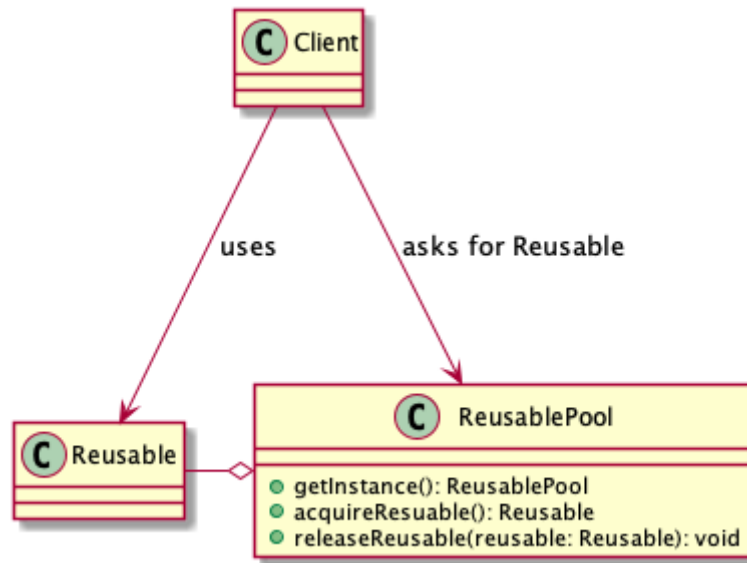 C Client
uses
asks for Reusable
C Reusable
C ReusablePool
getInstance(): ReusablePool
acquireResuable(): Reusable
releaseReusable(reusable: Reusable): void